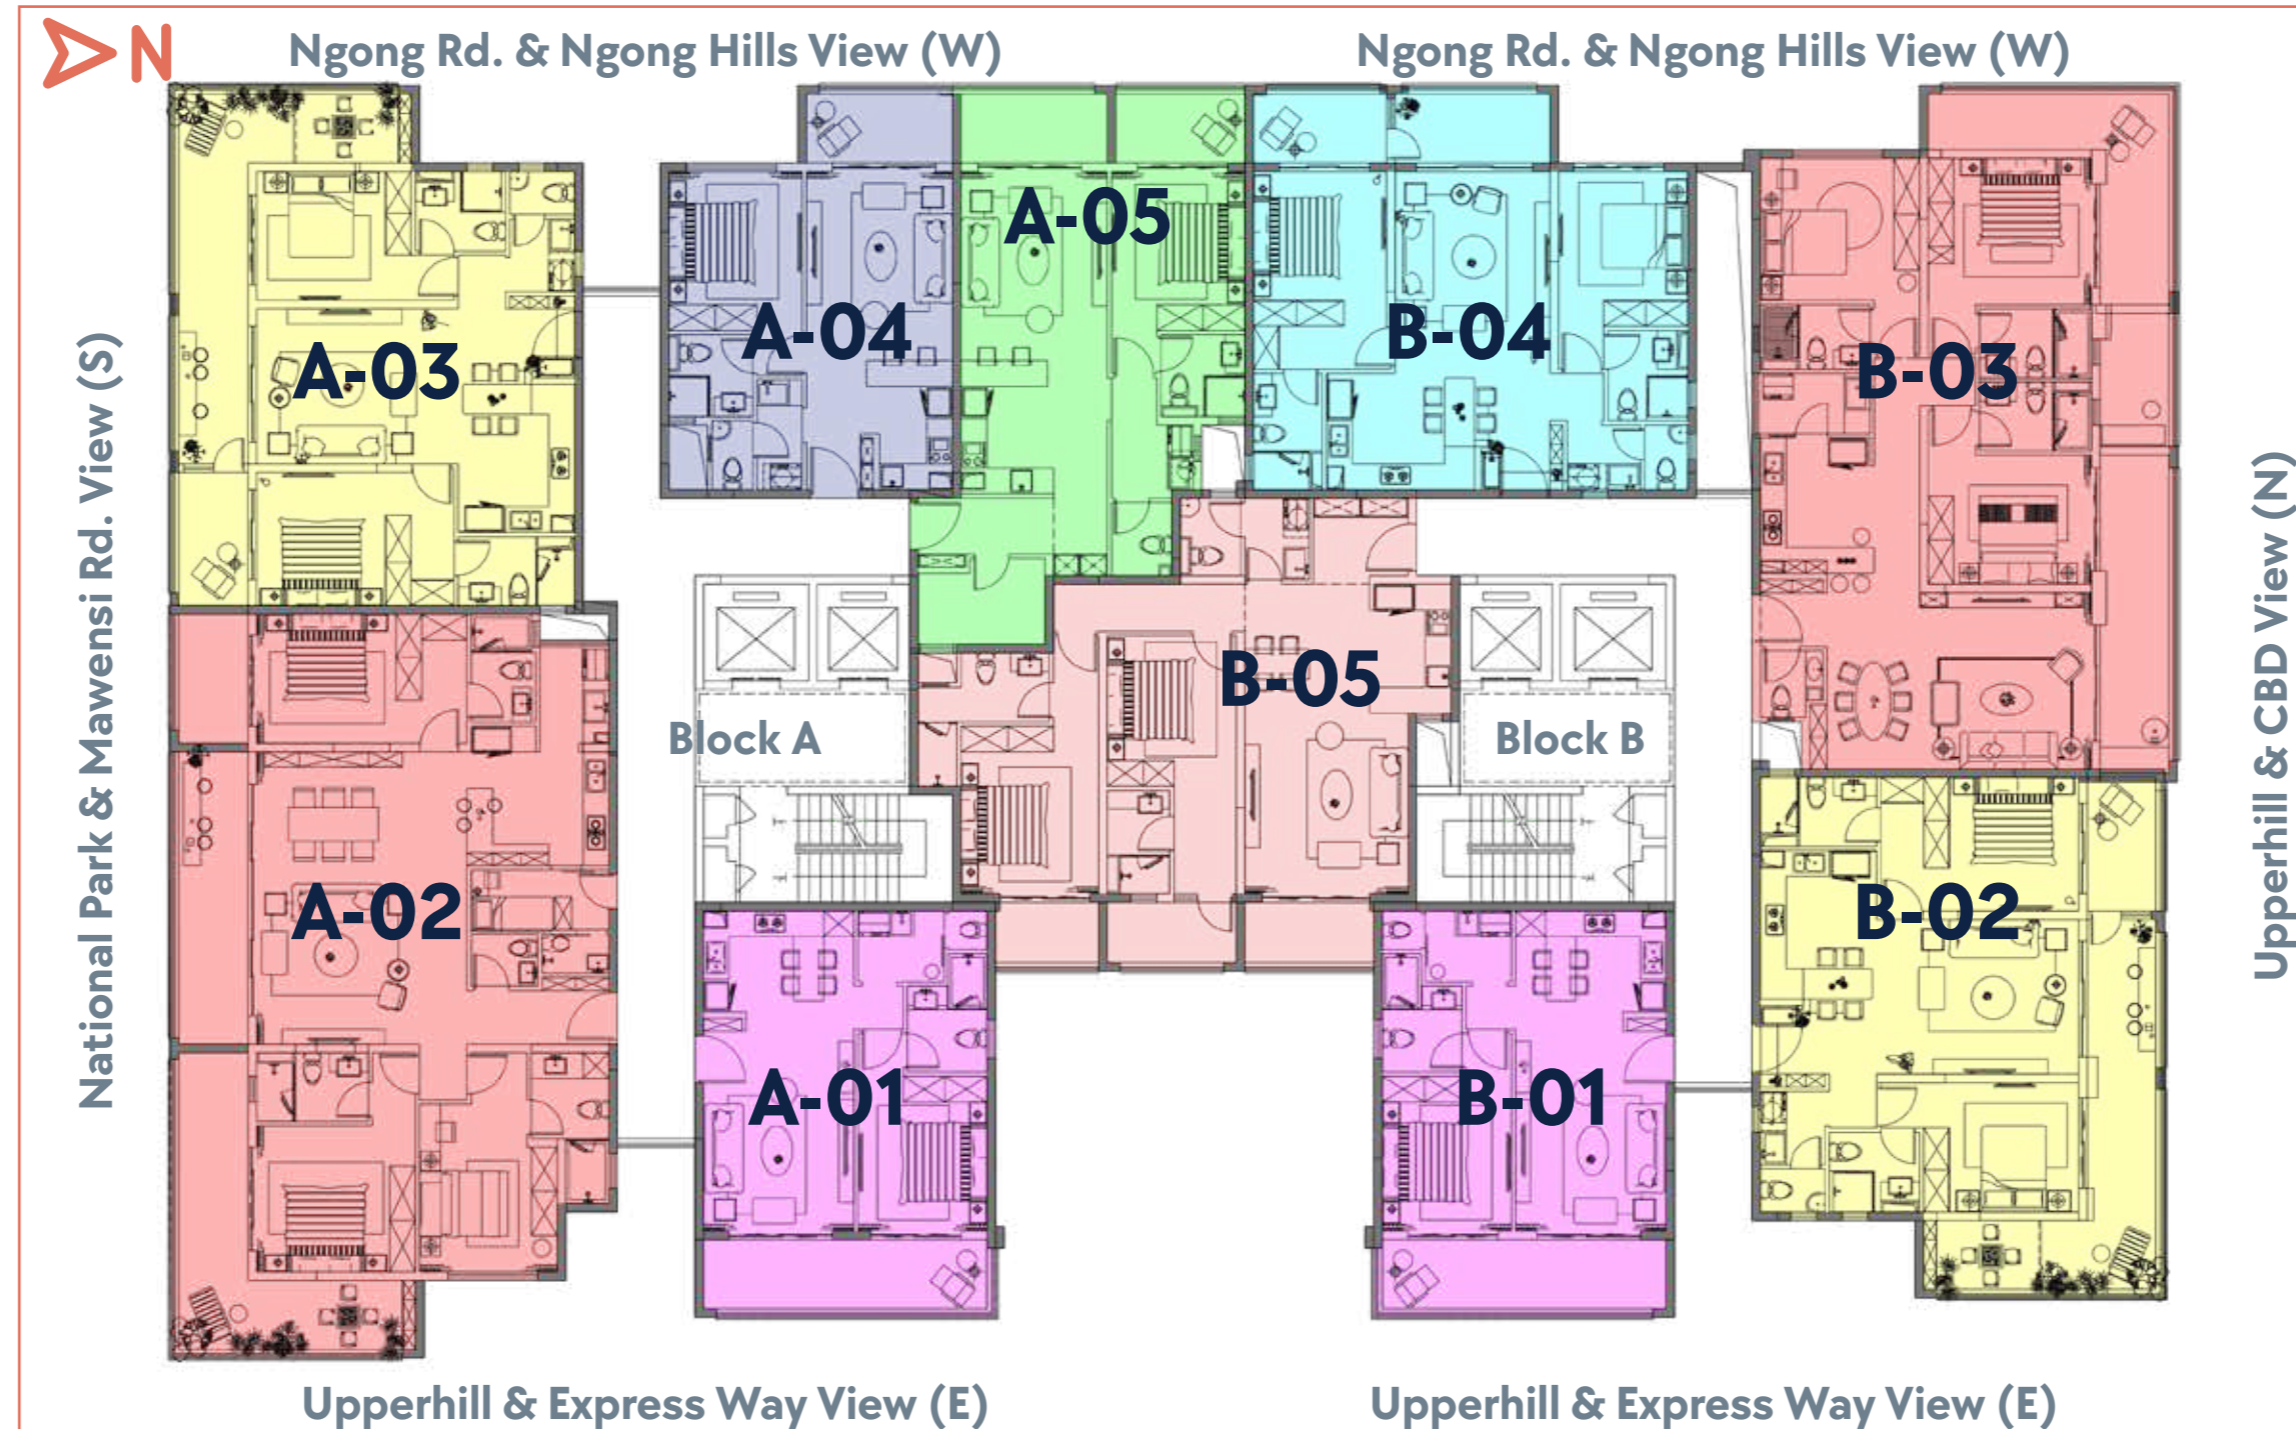 N
Ngong Rd. & Ngong Hills View (W)
Ngong Rd. & Ngong Hills View (W)
A-05
A-04
B-04
A-03
B-03
National Park & Mawensi Rd. View (S)
Upperhill & CBD View (N)
B-05
Block A
Block B
A-02
B-02
A-01
B-01
Upperhill & Express Way View (E)
Upperhill & Express Way View (E)